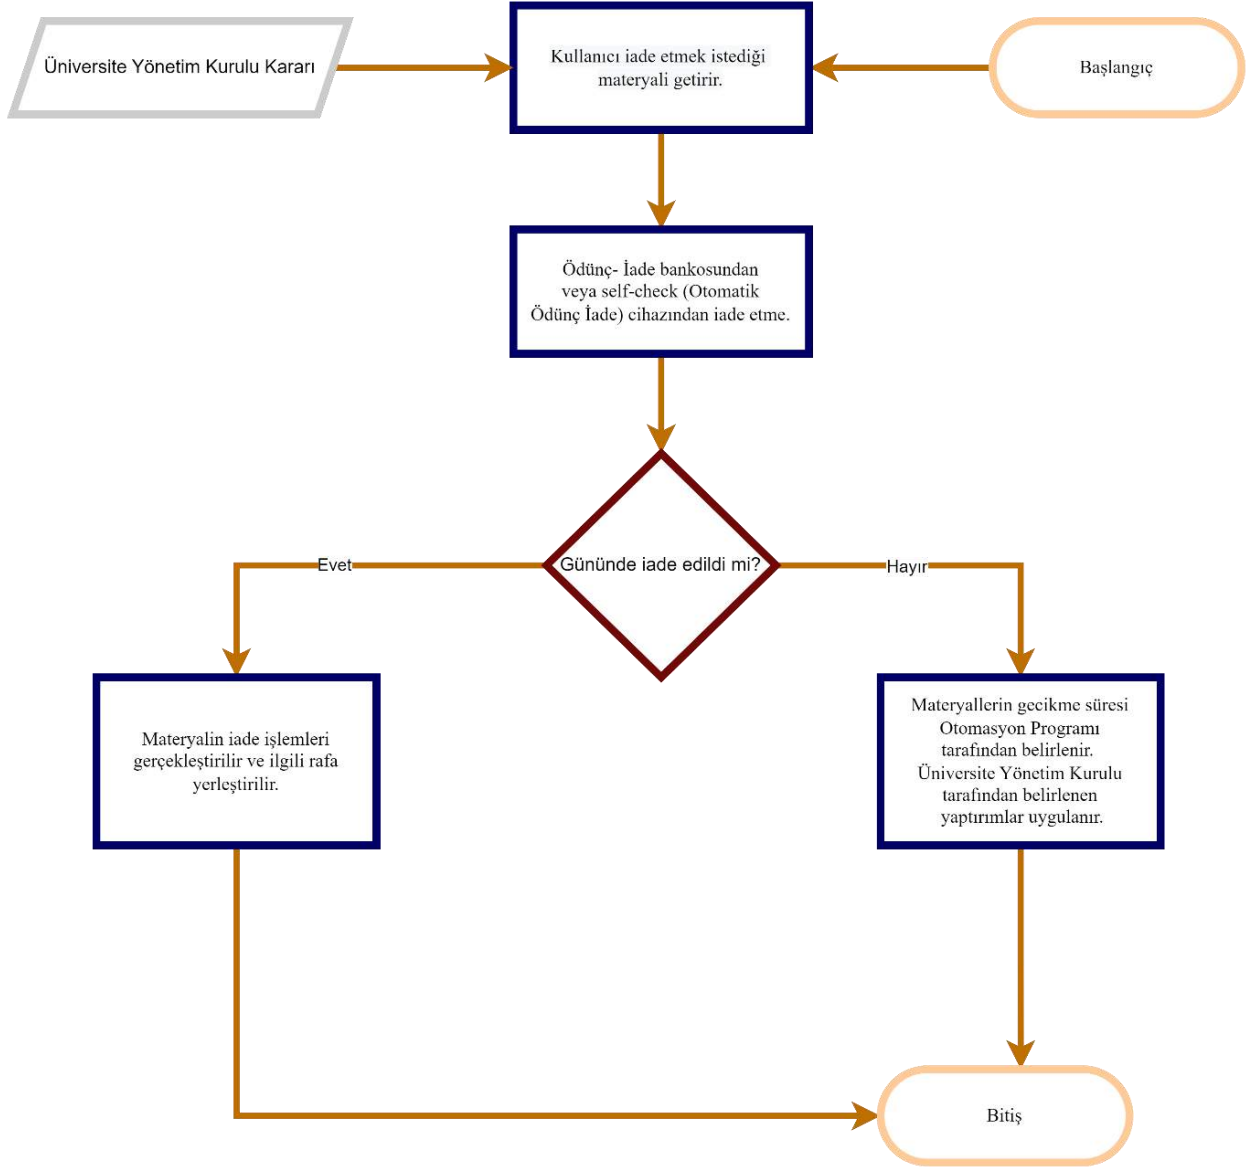 Üniversite Yönetim Kurulu Kararı
Kullanıcı iade etmek istediği
materyali getirir.
Başlangıç
Ödünç- İade bankosundan
veya self-check (Otomatik
Ödünç İade) cihazından iade etme.
Gününde iade edildi mi?
Evet
Hayır
Materyalin iade işlemleri
gerçekleştirilir ve ilgili rafa
yerleştirilir.
Materyallerin gecikme süresi
Otomasyon Programı
tarafından belirlenir.
Üniversite Yönetim Kurulu
tarafından belirlenen
yaptırımlar uygulanır.
Bitiş